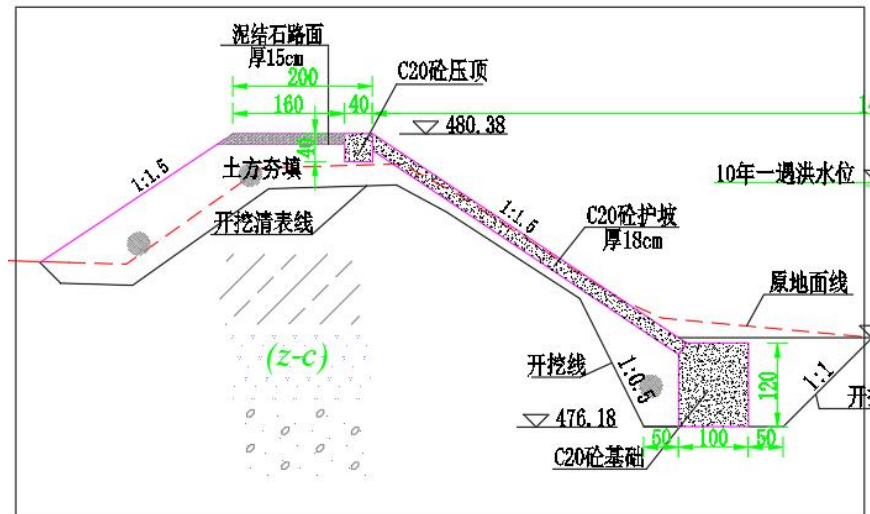 泥结石路面
厚15cm
200
C20砼压顶
160
40
14
480.38
40
土方夯填
1:1.5
10年一遇洪水位
开挖清表线
1:1.5
C20砼护坡
厚18cm
原地面线
(z-c)
开挖线
1:0.5
120
1:1
开挖
476.18
50
100
50
C20砼基础